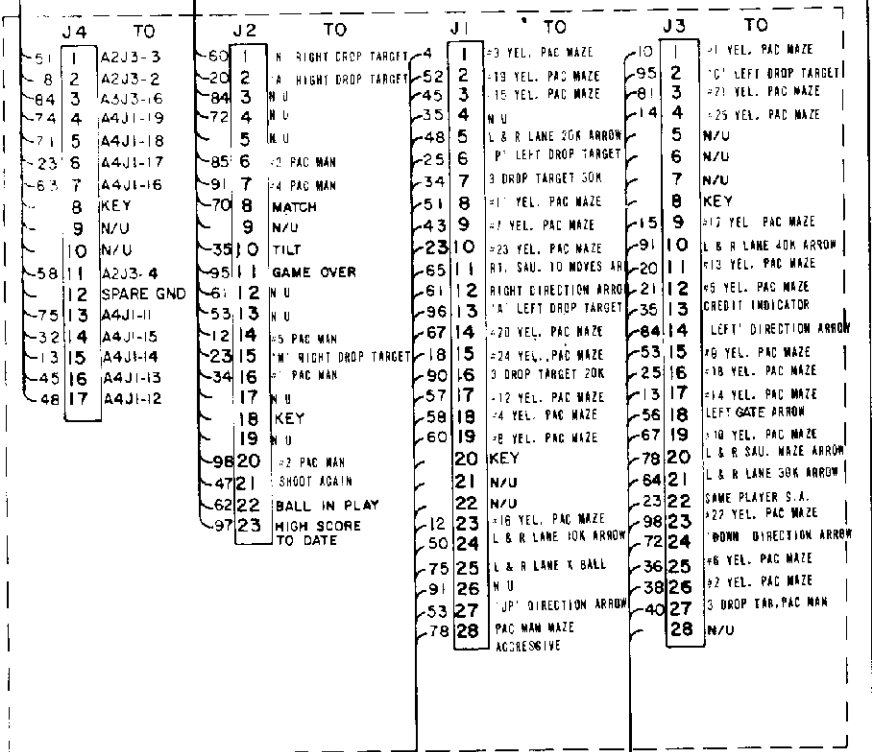 J4 TO
51 1 A2J3-3
8 2 A2J3-2
84 3 A3J3-16
74 4 A4J1-19
71 5 A4J1-18
23 6 A4J1-17
63 7 A4J1-16
8 KEY
9 N/U
10 N/U
58 11 A2J3-4
12 SPARE GND
75 13 A4J1-11
32 14 A4J1-15
13 15 A4J1-14
45 16 A4J1-13
48 17 A4J1-12
J2 TO
60 1 RIGHT DROP TARGET
20 2 RIGHT DROP TARGET
84 3 N U
72 4 N U
5 N U
85 6 PAC MAN
91 7 =4 PAC MAN
70 8 MATCH
9 N/U
35 10 TILT
95 11 GAME OVER
61 12 N U
53 13 N U
12 14 =5 PAC MAN
23 15 RIGHT DROP TARGET
34 16 PAC MAN
17 N U
18 KEY
19 N U
98 20 =2 PAC MAN
47 21 SHOOT AGAIN
62 22 BALL IN PLAY
97 23 HIGH SCORE
TO DATE
J1 TO
4 1 =3 YEL. PAC MAZE
52 2 =19 YEL. PAC MAZE
45 3 -15 YEL. PAC MAZE
35 4 N U
48 5 L & R LANE 20K ARROW
25 6 'P' LEFT DROP TARGET
34 7 3 DROP TARGET 30K
51 8 YEL. PAC MAZE
43 9 YEL. PAC MAZE
23 10 =23 YEL. PAC MAZE
65 11 RT. SAU. 10 MOVES AR
61 12 RIGHT DIRECTION ARRO
96 13 'A' LEFT DROP TARGET
67 14 =20 YEL. PAC MAZE
18 15 =24 YEL. PAC MAZE
90 16 3 DROP TARGET 20K
57 17 -12 YEL. PAC MAZE
58 18 =4 YEL. PAC MAZE
60 19 =8 YEL. PAC MAZE
20 KEY
21 N/U
22 N/U
12 23 =16 YEL. PAC MAZE
50 24 L & R LANE 10K ARROW
75 25 L & R LANE X BALL
91 26 N U
53 27 'UP' DIRECTION ARROW
78 28 PAC MAN MAZE
AGGRESSIVE
J3 TO
10 1 YEL. PAC MAZE
95 2 'C' LEFT DROP TARGET
81 3 =21 YEL. PAC MAZE
14 4 =25 YEL. PAC MAZE
5 N/U
6 N/U
7 N/U
8 KEY
15 9 =17 YEL PAC MAZE
91 10 L & R LANE 40K ARROW
20 11 =13 YEL. PAC MAZE
21 12 =5 YEL. PAC MAZE
35 13 CREDIT INDICATOR
84 14 LEFT' DIRECTION ARROW
53 15 #9 YEL. PAC MAZE
25 16 =18 YEL. PAC MAZE
13 17 =14 YEL. PAC MAZE
56 18 LEFT GATE ARROW
67 19 =10 YEL. PAC MAZE
78 20 L & R SAU. MAZE ARROW
64 21 L & R LANE 30K ARROW
23 22 SAME PLAYER S.A.
98 23 =22 YEL. PAC MAZE
72 24 'DOWN DIRECTION ARROW
36 25 =6 YEL. PAC MAZE
38 26 =2 YEL. PAC MAZE
40 27 3 DROP TAR. PAC MAN
28 N/U